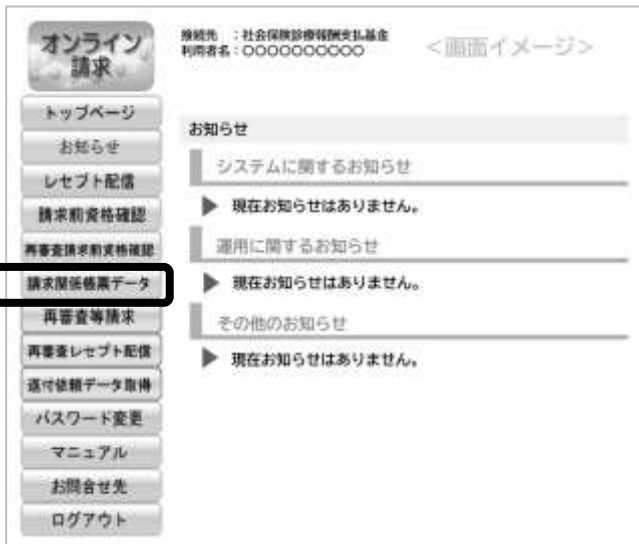 オンライン
請求
接続先 :社会保険診療報酬支払基金
利用者名:〇〇〇〇〇〇〇〇〇〇
<画面イメージ>
トップページ
お知らせ
レセプト配信
請求前資格確認
再審査請求前資格確認
請求関係帳票データ
再審査等請求
再審査レセプト配信
返付依頼データ取得
パスワード変更
マニュアル
お問合せ先
ログアウト
お知らせ
システムに関するお知らせ
▶ 現在お知らせはありません。
運用に関するお知らせ
▶ 現在お知らせはありません。
その他のお知らせ
▶ 現在お知らせはありません。